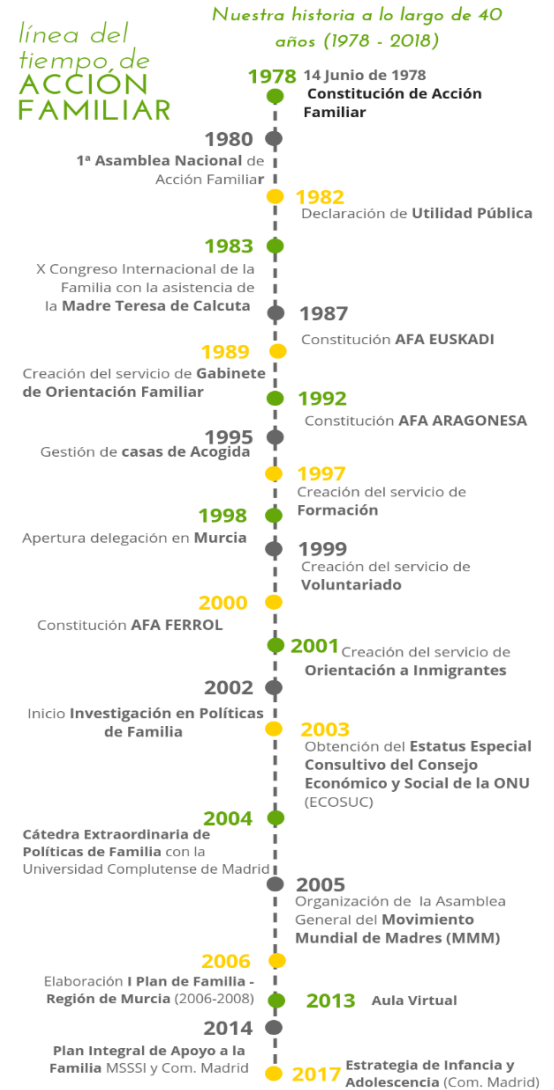 línea del
tiempo de
ACCIÓN
FAMILIAR
Nuestra historia a lo largo de 40
años (1978 - 2018)
1978 14 Junio de 1978
Constitución de Acción
Familiar
1980
1ª Asamblea Nacional de
Acción Familiar
1982
Declaración de Utilidad Pública
1983
X Congreso Internacional de la
Familia con la asistencia de
la Madre Teresa de Calcuta
1987
Constitución AFA EUSKADI
1989
Creación del servicio de Gabinete
de Orientación Familiar
1992
Constitución AFA ARAGONESA
1995
Gestión de casas de Acogida
1997
Creación del servicio de
Formación
1998
Apertura delegación en Murcia
1999
Creación del servicio de
Voluntariado
2000
Constitución AFA FERROL
2001 Creación del servicio de
Orientación a Inmigrantes
2002
Inicio Investigación en Políticas
de Familia
2003
Obtención del Estatus Especial
Consultivo del Consejo
Económico y Social de la ONU
(ECOSUC)
2004
Cátedra Extraordinaria de
Políticas de Familia con la
Universidad Complutense de Madrid
2005
Organización de la Asamblea
General del Movimiento
Mundial de Madres (MMM)
2006
Elaboración I Plan de Familia -
Región de Murcia (2006-2008)
2013 Aula Virtual
2014
Plan Integral de Apoyo a la
Familia MSSSI y Com. Madrid
2017 Estrategia de Infancia y
Adolescencia (Com. Madrid)